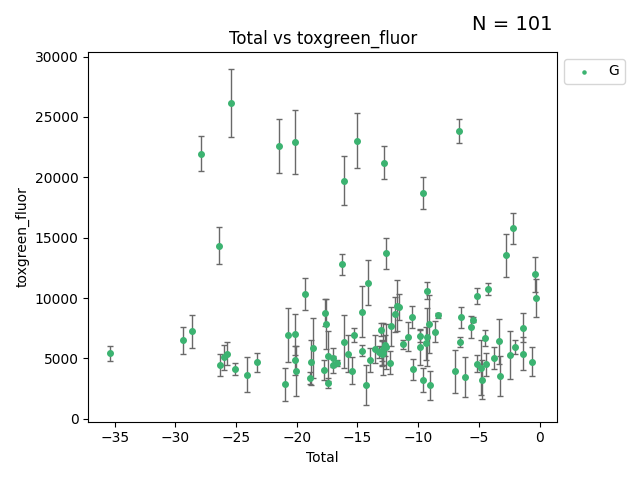 N = 101
Total vs toxgreen_fluor
G
30000
25000
20000
15000
10000
5000
0
toxgreen_fluor
−35 −30 −25 −20 −15 −10 −5 0
Total